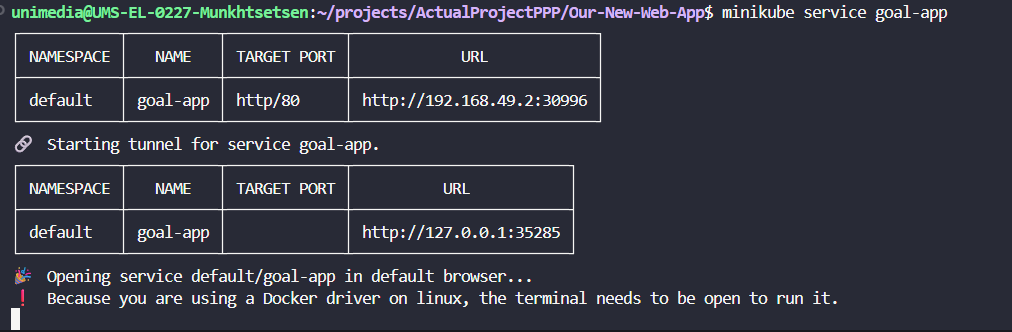 unimedia@UMS-EL-0227-Munkhtsetsen:~/projects/ActualProjectPPP/Our-New-Web-App$ minikube service goal-app
NAMESPACE NAME TARGET PORT URL
default goal-app http/80 http://192.168.49.2:30996
Starting tunnel for service goal-app.
NAMESPACE NAME TARGET PORT URL
default goal-app http://127.0.0.1:35285
Opening service default/goal-app in default browser...
Because you are using a Docker driver on linux, the terminal needs to be open to run it.